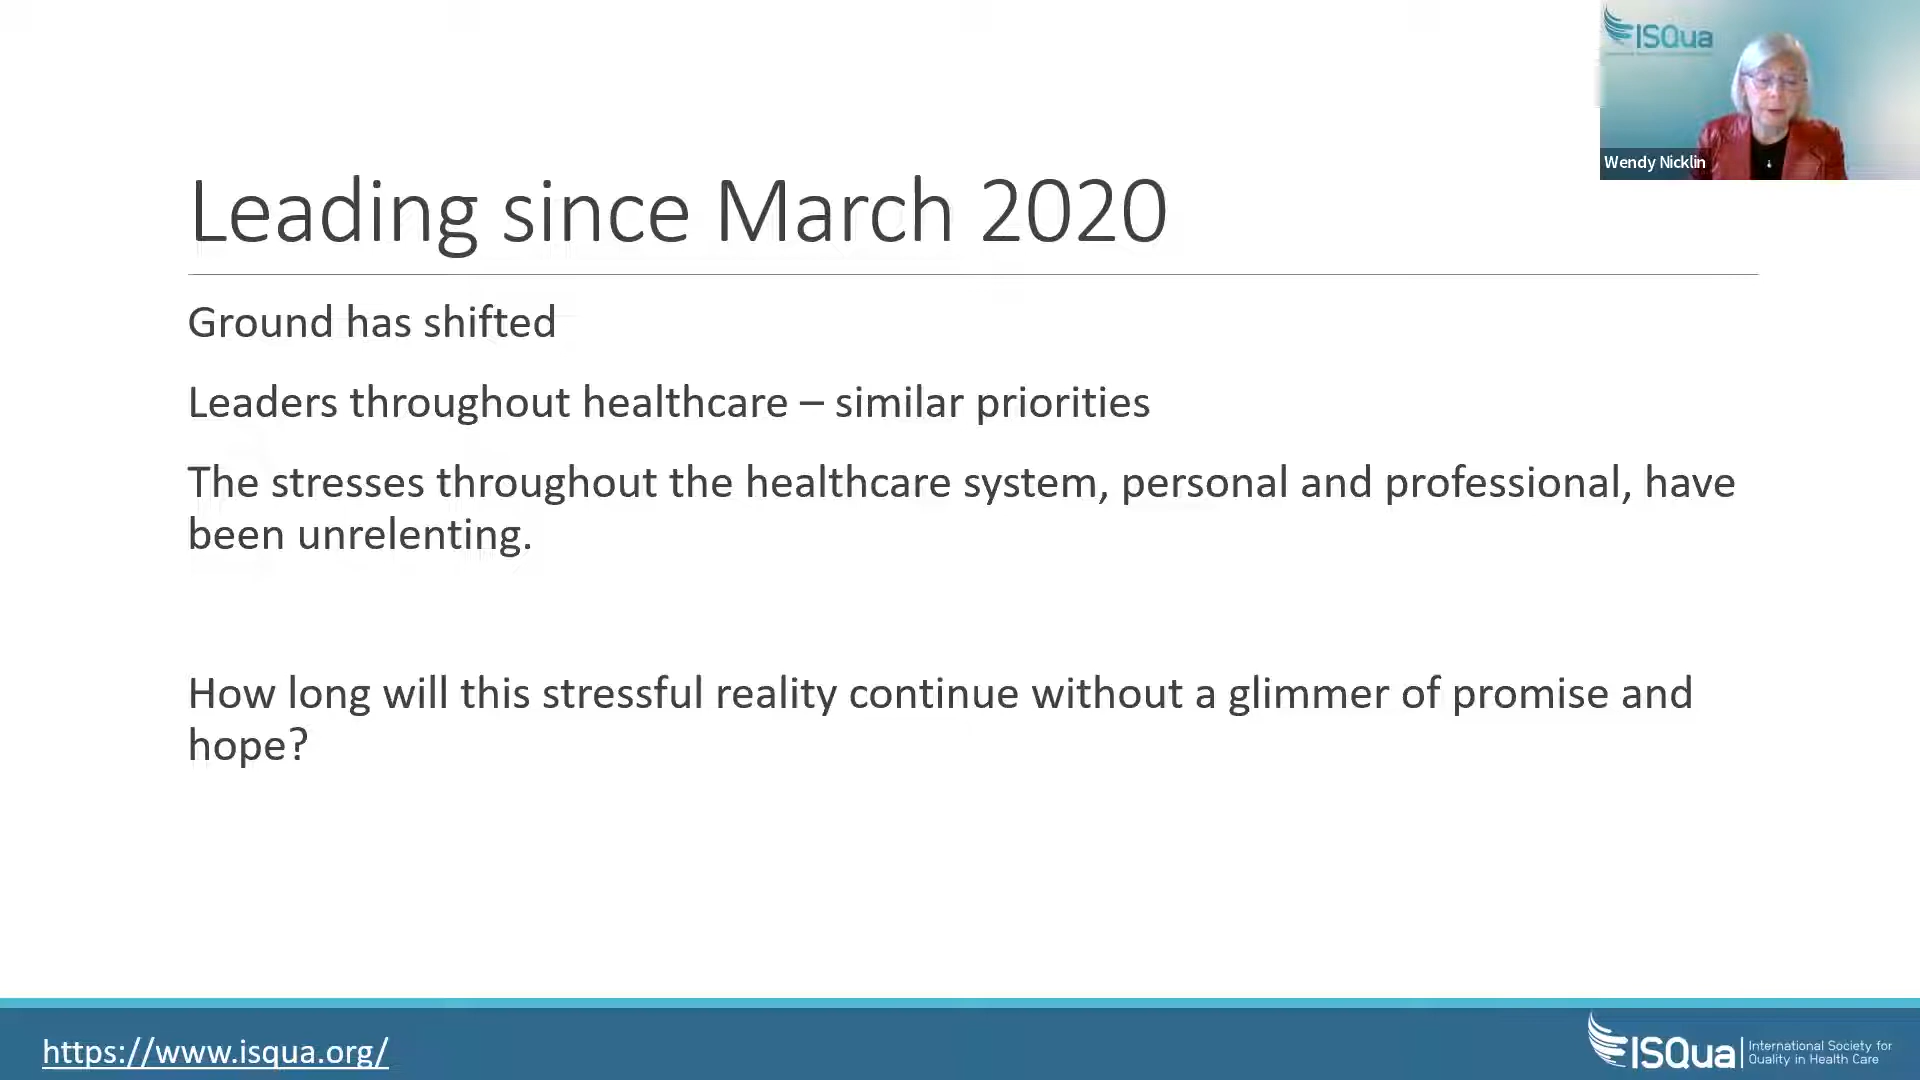 ISQua
Wendy Nicklin
Leading since March 2020
Ground has shifted
Leaders throughout healthcare – similar priorities
The stresses throughout the healthcare system, personal and professional, have
been unrelenting.
How long will this stressful reality continue without a glimmer of promise and
hope?
https://www.isqua.org/
ISQua
International Society for
Quality in Health Care